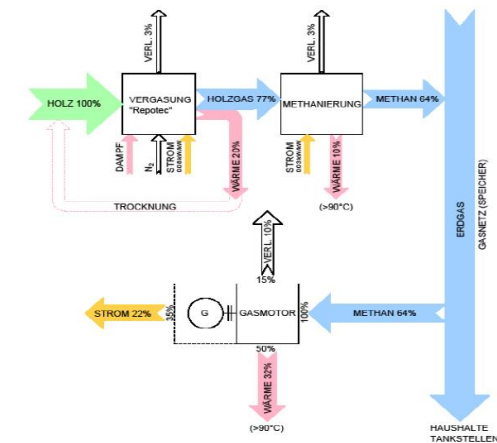 VERL. 3%
VERL. 3%
HOLZ 100%
VERGASUNG
"Repotec"
HOLZGAS 77%
METHANIERUNG
METHAN 64%
DAMPF
N2
STROM
WÄRME 20%
STROM
WÄRME 10%
(>90°C)
TROCKNUNG
ERDGAS
GASNETZ (SPEICHER)
VERL. 10%
15%
STROM 22%
35%
G
GASMOTOR
100%
METHAN 64%
50%
WÄRME 32%
(>90°C)
HAUSHALTE
TANKSTELLEN